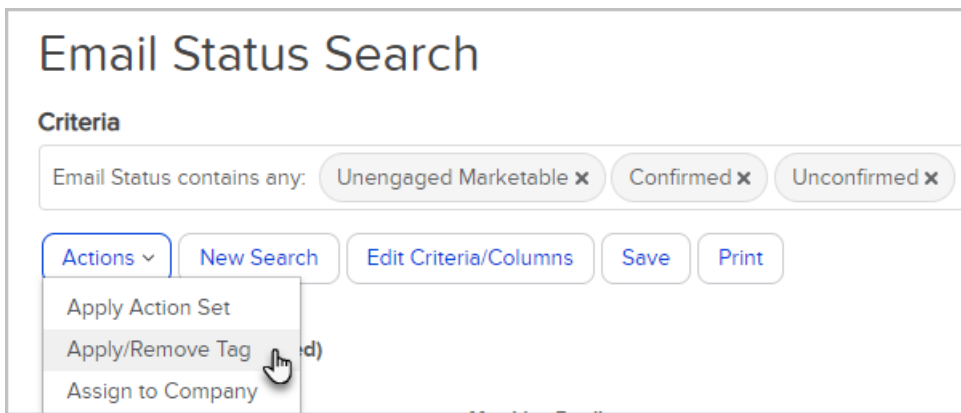 Email Status Search
Criteria
Email Status contains any: Unengaged Marketable × Confirmed × Unconfirmed ×
Actions New Search Edit Criteria/Columns Save Print
Apply Action Set
Apply/Remove Tag ed)
Assign to Company